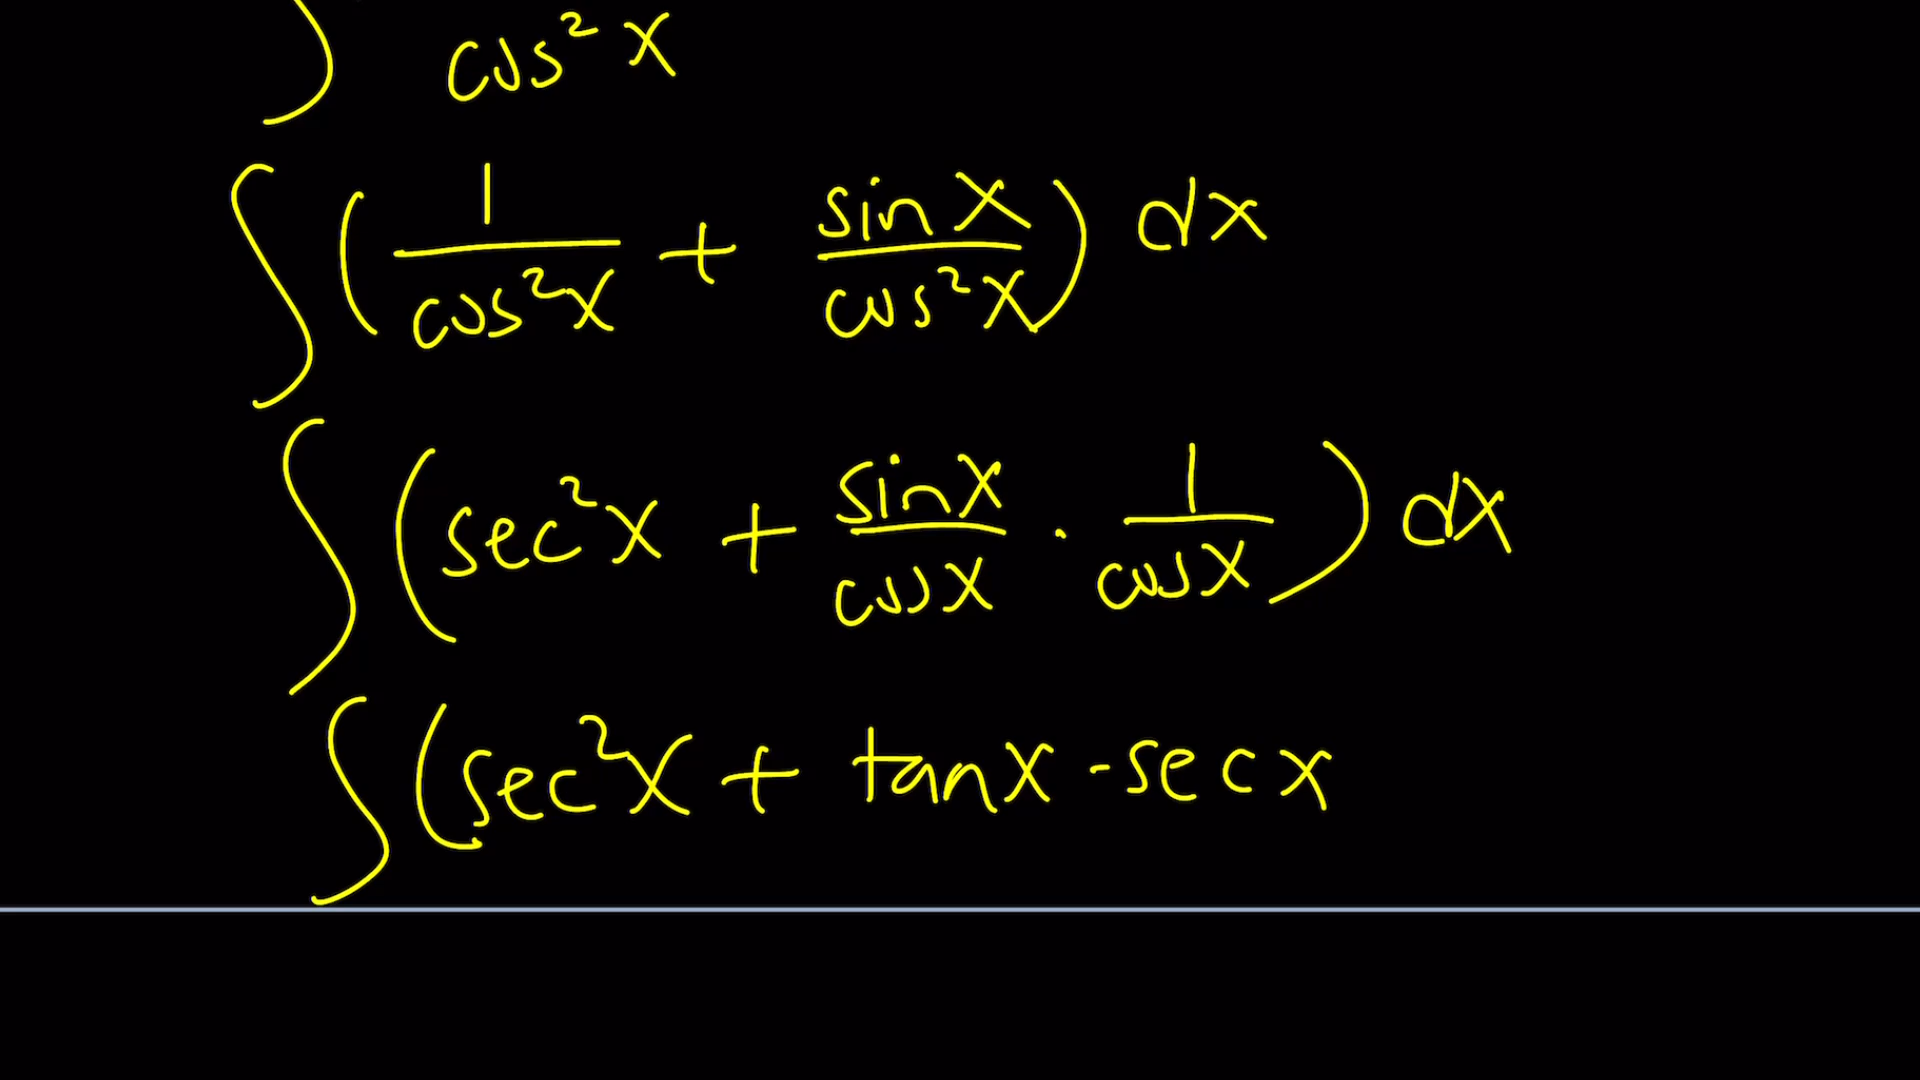 ∫ cos²x
∫ (1/cos²x + sinx/cos²x) dx
∫ (sec²x + sinx/cosx · 1/cosx) dx
∫ (sec²x + tanx · secx